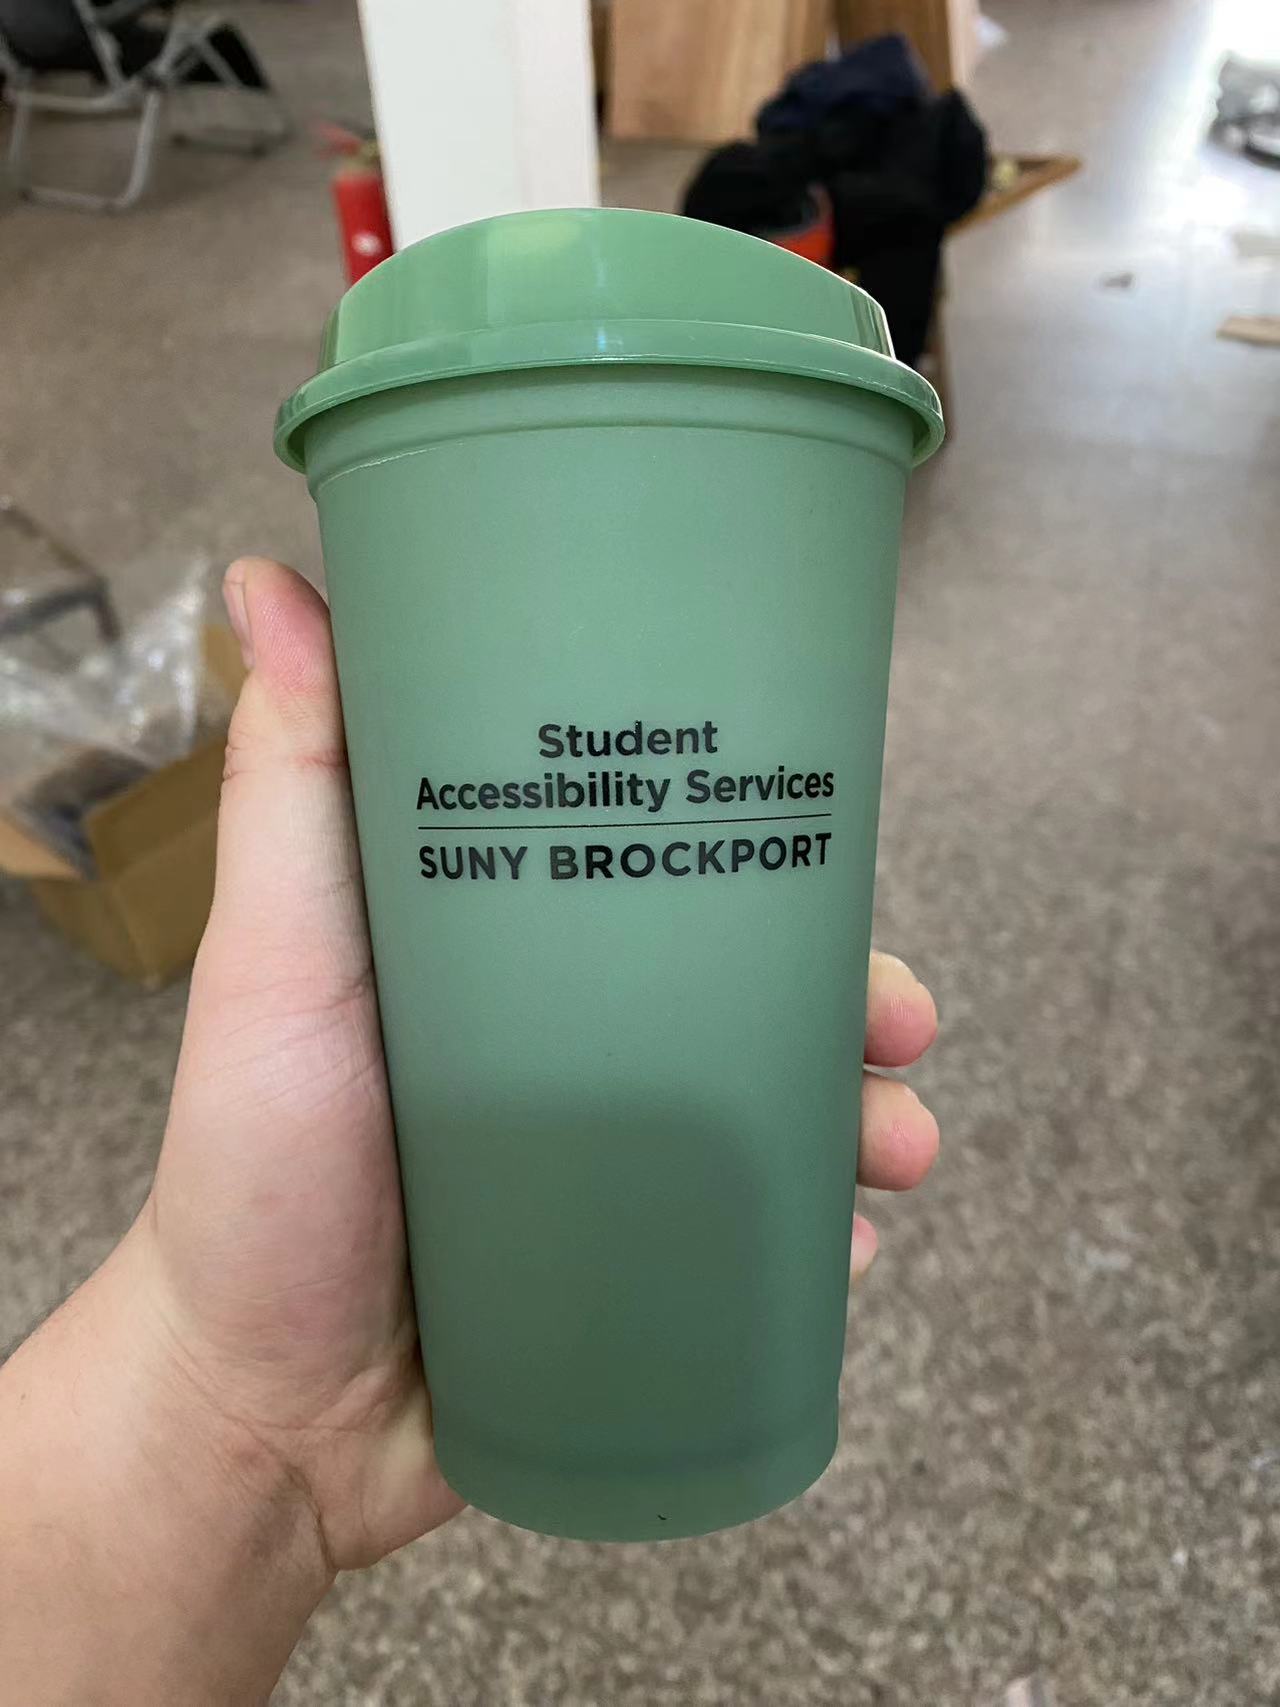 Student
Accessibility Services
SUNY BROCKPORT